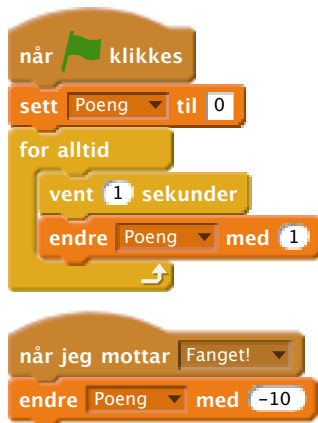 når klikkes
sett Poeng til 0
for alltid
vent 1 sekunder
endre Poeng med 1
når jeg mottar Fanget!
endre Poeng med -10